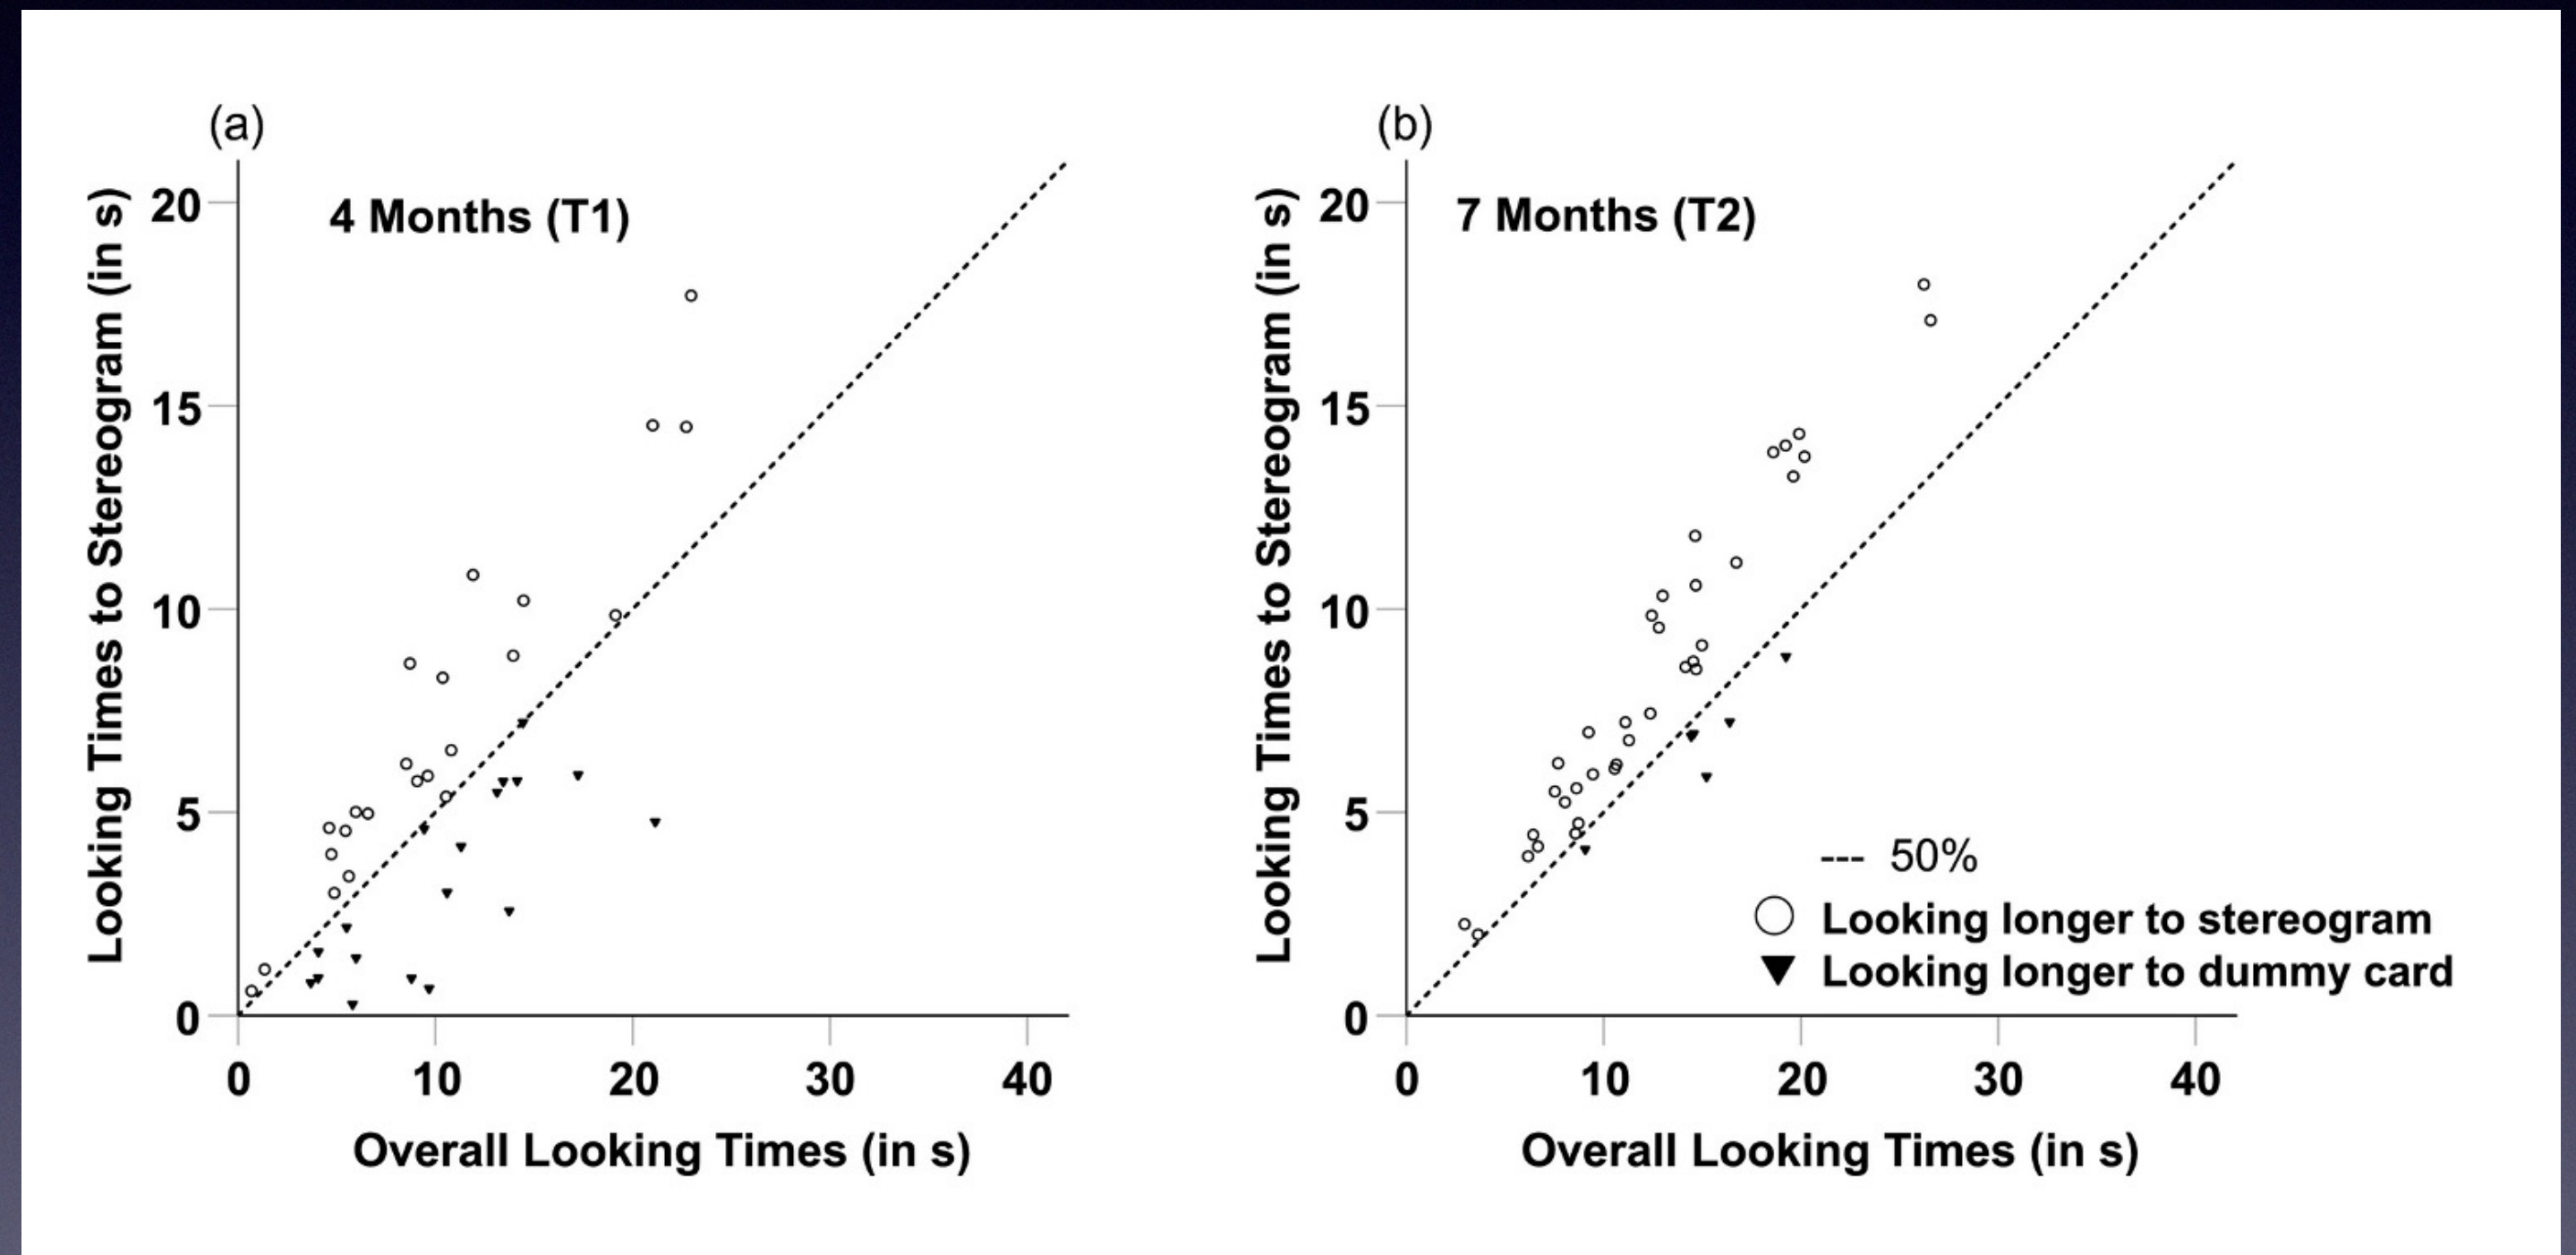 (a)
4 Months (T1)
Looking Times to Stereogram (in s)
20
15
10
5
0
0 10 20 30 40
Overall Looking Times (in s)
(b)
7 Months (T2)
Looking Times to Stereogram (in s)
20
15
10
5
0
--- 50%
Looking longer to stereogram
Looking longer to dummy card
0 10 20 30 40
Overall Looking Times (in s)